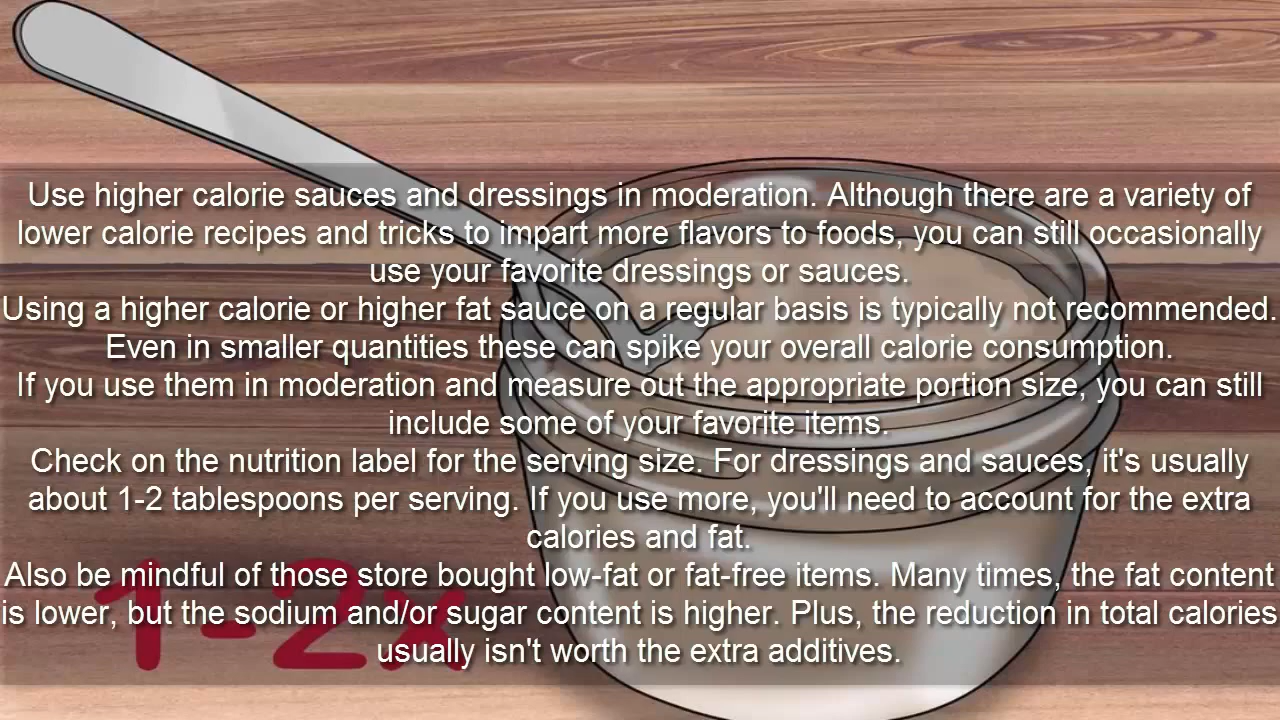 Use higher calorie sauces and dressings in moderation. Although there are a variety of
lower calorie recipes and tricks to impart more flavors to foods, you can still occasionally
use your favorite dressings or sauces.
Using a higher calorie or higher fat sauce on a regular basis is typically not recommended.
Even in smaller quantities these can spike your overall calorie consumption.
If you use them in moderation and measure out the appropriate portion size, you can still
include some of your favorite items.
Check on the nutrition label for the serving size. For dressings and sauces, it's usually
about 1-2 tablespoons per serving. If you use more, you'll need to account for the extra
calories and fat.
Also be mindful of those store bought low-fat or fat-free items. Many times, the fat content
is lower, but the sodium and/or sugar content is higher. Plus, the reduction in total calories
usually isn't worth the extra additives.
1-2x